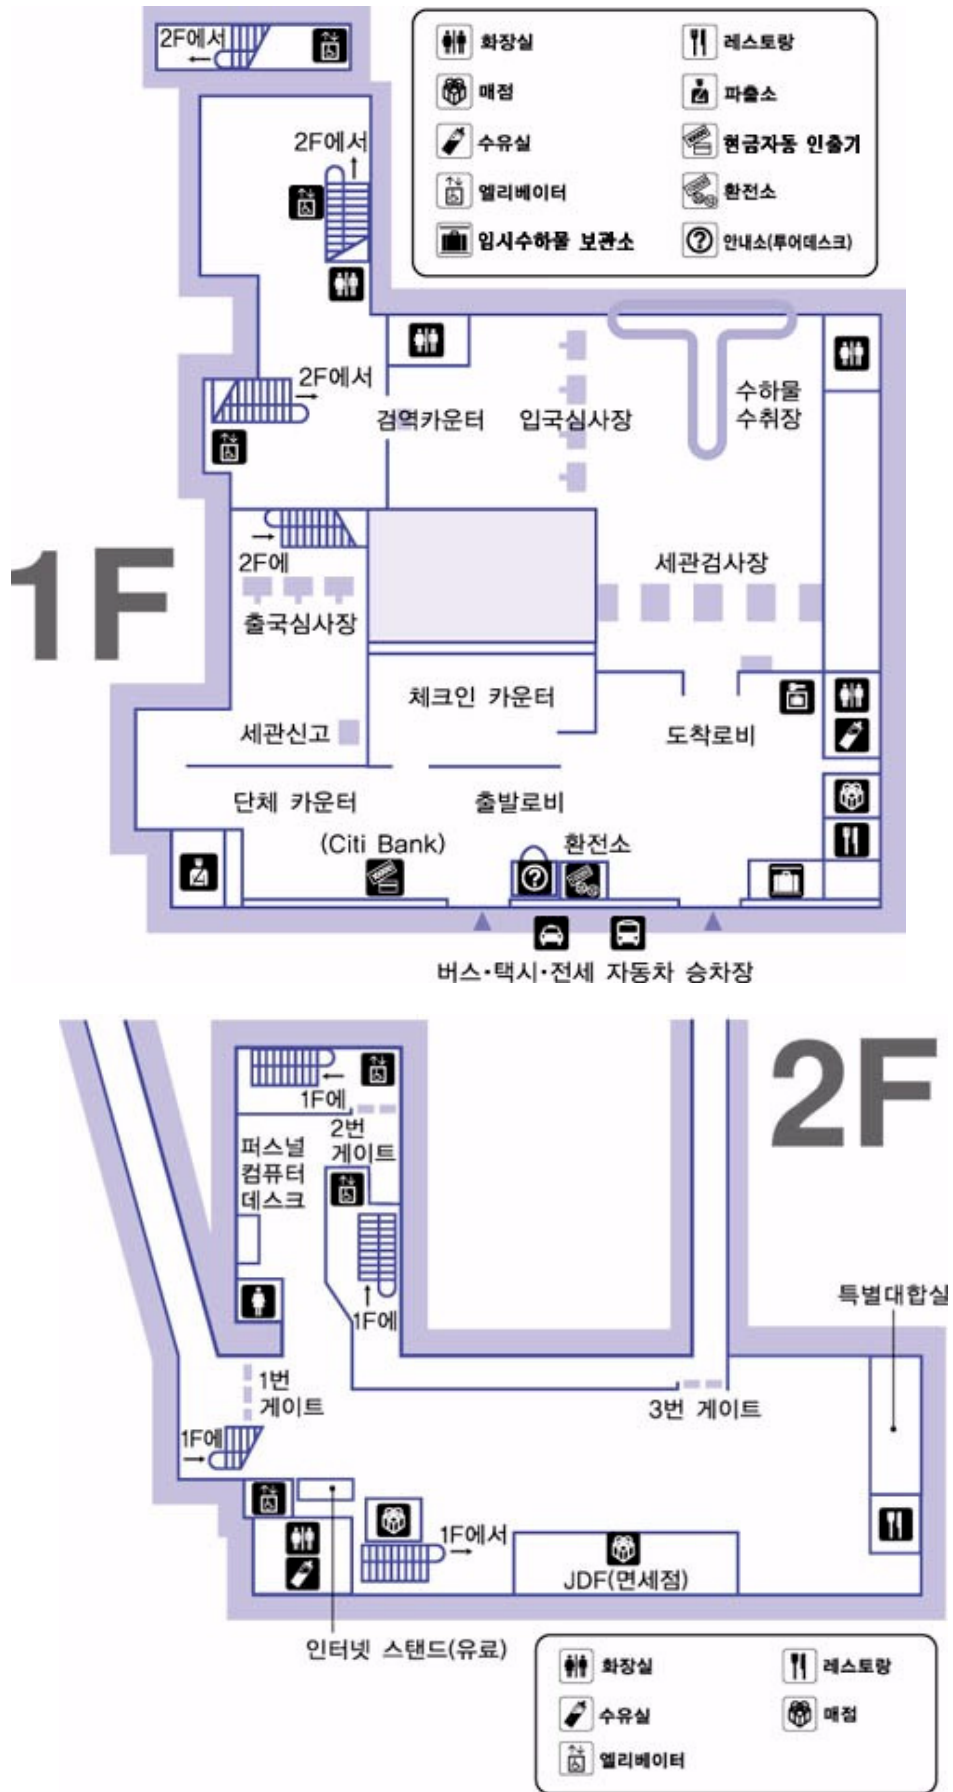 2F에서
화장실
레스토랑
매점
파출소
수유실
현금자동 인출기
엘리베이터
환전소
임시수하물 보관소
안내소(투어데스크)
2F에서
2F에서
검역카운터
입국심사장
수하물
수취장
1F
2F에
출국심사장
세관검사장
체크인 카운터
세관신고
도착로비
단체 카운터
출발로비
(Citi Bank)
환전소
버스·택시·전세 자동차 승차장
2F
1F에
2번
게이트
퍼스널
컴퓨터
데스크
1F에
특별대합실
1번
게이트
3번 게이트
1F에
1F에서
JDF(면세점)
인터넷 스탠드(유료)
화장실
레스토랑
수유실
매점
엘리베이터